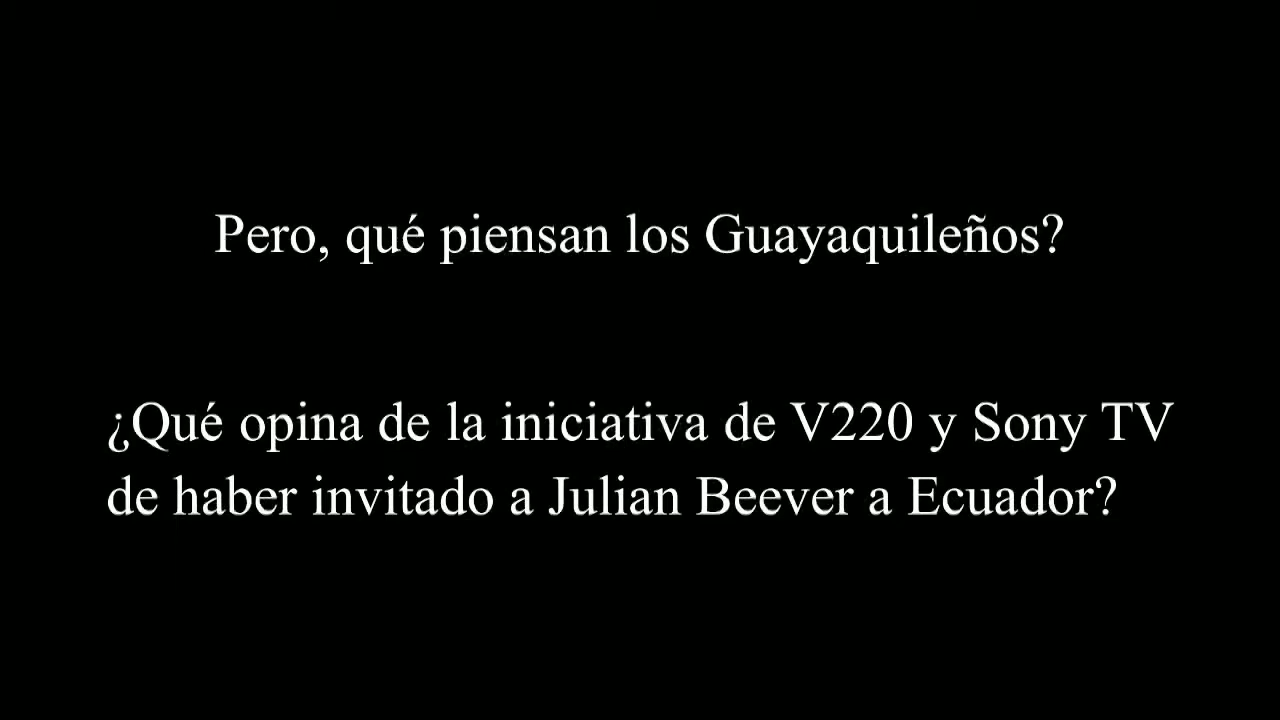 Pero, qué piensan los Guayaquileños?
¿Qué opina de la iniciativa de V220 y Sony TV
de haber invitado a Julian Beever a Ecuador?